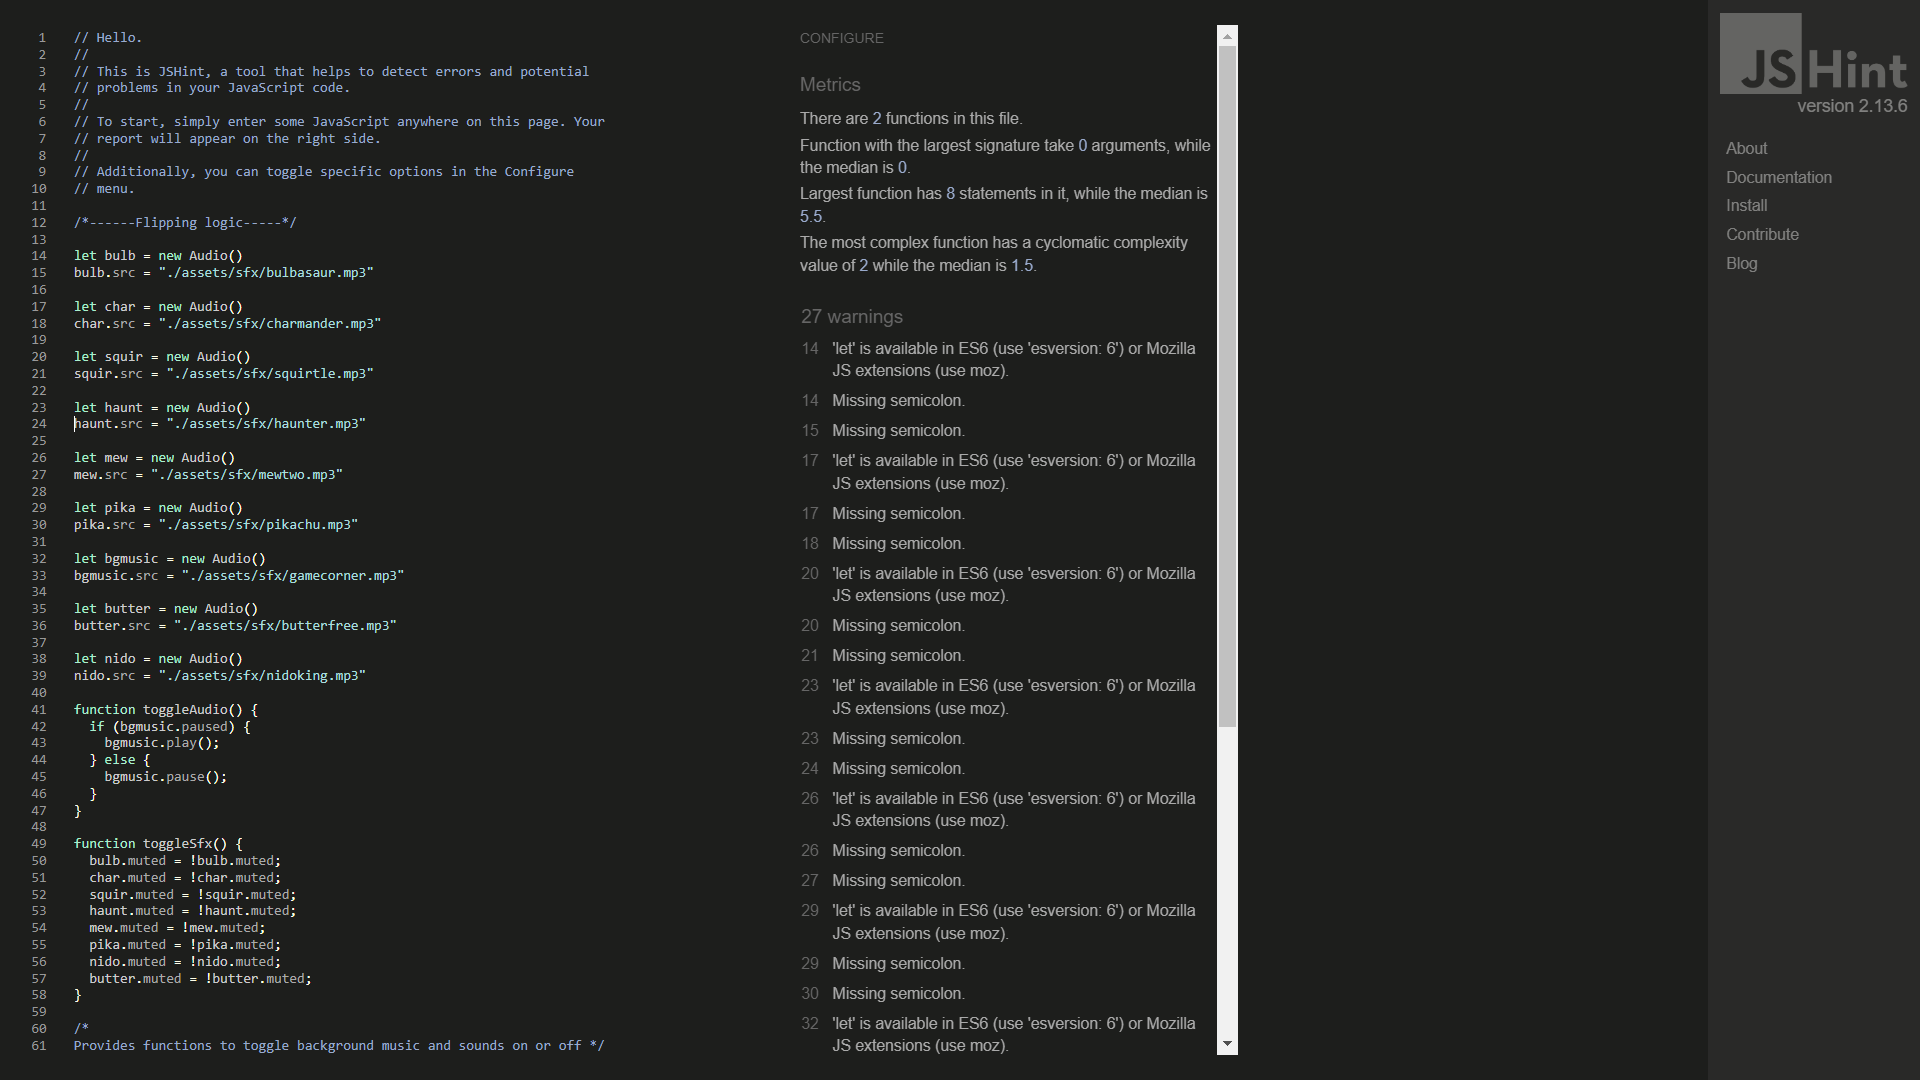 1 // Hello.
2 //
3 // This is JSHint, a tool that helps to detect errors and potential
4 // problems in your JavaScript code.
5 //
6 // To start, simply enter some JavaScript anywhere on this page. Your
7 // report will appear on the right side.
8 //
9 // Additionally, you can toggle specific options in the Configure
10 // menu.
11
12 /*------Flipping logic-----*/
13
14 let bulb = new Audio()
15 bulb.src = "./assets/sfx/bulbasaur.mp3"
16
17 let char = new Audio()
18 char.src = "./assets/sfx/charmander.mp3"
19
20 let squir = new Audio()
21 squir.src = "./assets/sfx/squirtle.mp3"
22
23 let haunt = new Audio()
24 haunt.src = "./assets/sfx/haunter.mp3"
25
26 let mew = new Audio()
27 mew.src = "./assets/sfx/mewtwo.mp3"
28
29 let pika = new Audio()
30 pika.src = "./assets/sfx/pikachu.mp3"
31
32 let bgmusic = new Audio()
33 bgmusic.src = "./assets/sfx/gamecorner.mp3"
34
35 let butter = new Audio()
36 butter.src = "./assets/sfx/butterfree.mp3"
37
38 let nido = new Audio()
39 nido.src = "./assets/sfx/nidoking.mp3"
40
41 function toggleAudio() {
42 if (bgmusic.paused) {
43 bgmusic.play();
44 } else {
45 bgmusic.pause();
46 }
47 }
48
49 function toggleSfx() {
50 bulb.muted = !bulb.muted;
51 char.muted = !char.muted;
52 squir.muted = !squir.muted;
53 haunt.muted = !haunt.muted;
54 mew.muted = !mew.muted;
55 pika.muted = !pika.muted;
56 nido.muted = !nido.muted;
57 butter.muted = !butter.muted;
58 }
59
60 /*
61 Provides functions to toggle background music and sounds on or off */
CONFIGURE
Metrics
There are 2 functions in this file.
Function with the largest signature take 0 arguments, while
the median is 0.
Largest function has 8 statements in it, while the median is
5.5.
The most complex function has a cyclomatic complexity
value of 2 while the median is 1.5.
27 warnings
14 'let' is available in ES6 (use 'esversion: 6') or Mozilla
JS extensions (use moz).
14 Missing semicolon.
15 Missing semicolon.
17 'let' is available in ES6 (use 'esversion: 6') or Mozilla
JS extensions (use moz).
17 Missing semicolon.
18 Missing semicolon.
20 'let' is available in ES6 (use 'esversion: 6') or Mozilla
JS extensions (use moz).
20 Missing semicolon.
21 Missing semicolon.
23 'let' is available in ES6 (use 'esversion: 6') or Mozilla
JS extensions (use moz).
23 Missing semicolon.
24 Missing semicolon.
26 'let' is available in ES6 (use 'esversion: 6') or Mozilla
JS extensions (use moz).
26 Missing semicolon.
27 Missing semicolon.
29 'let' is available in ES6 (use 'esversion: 6') or Mozilla
JS extensions (use moz).
29 Missing semicolon.
30 Missing semicolon.
32 'let' is available in ES6 (use 'esversion: 6') or Mozilla
JS extensions (use moz).
JSHint
version 2.13.6
About
Documentation
Install
Contribute
Blog